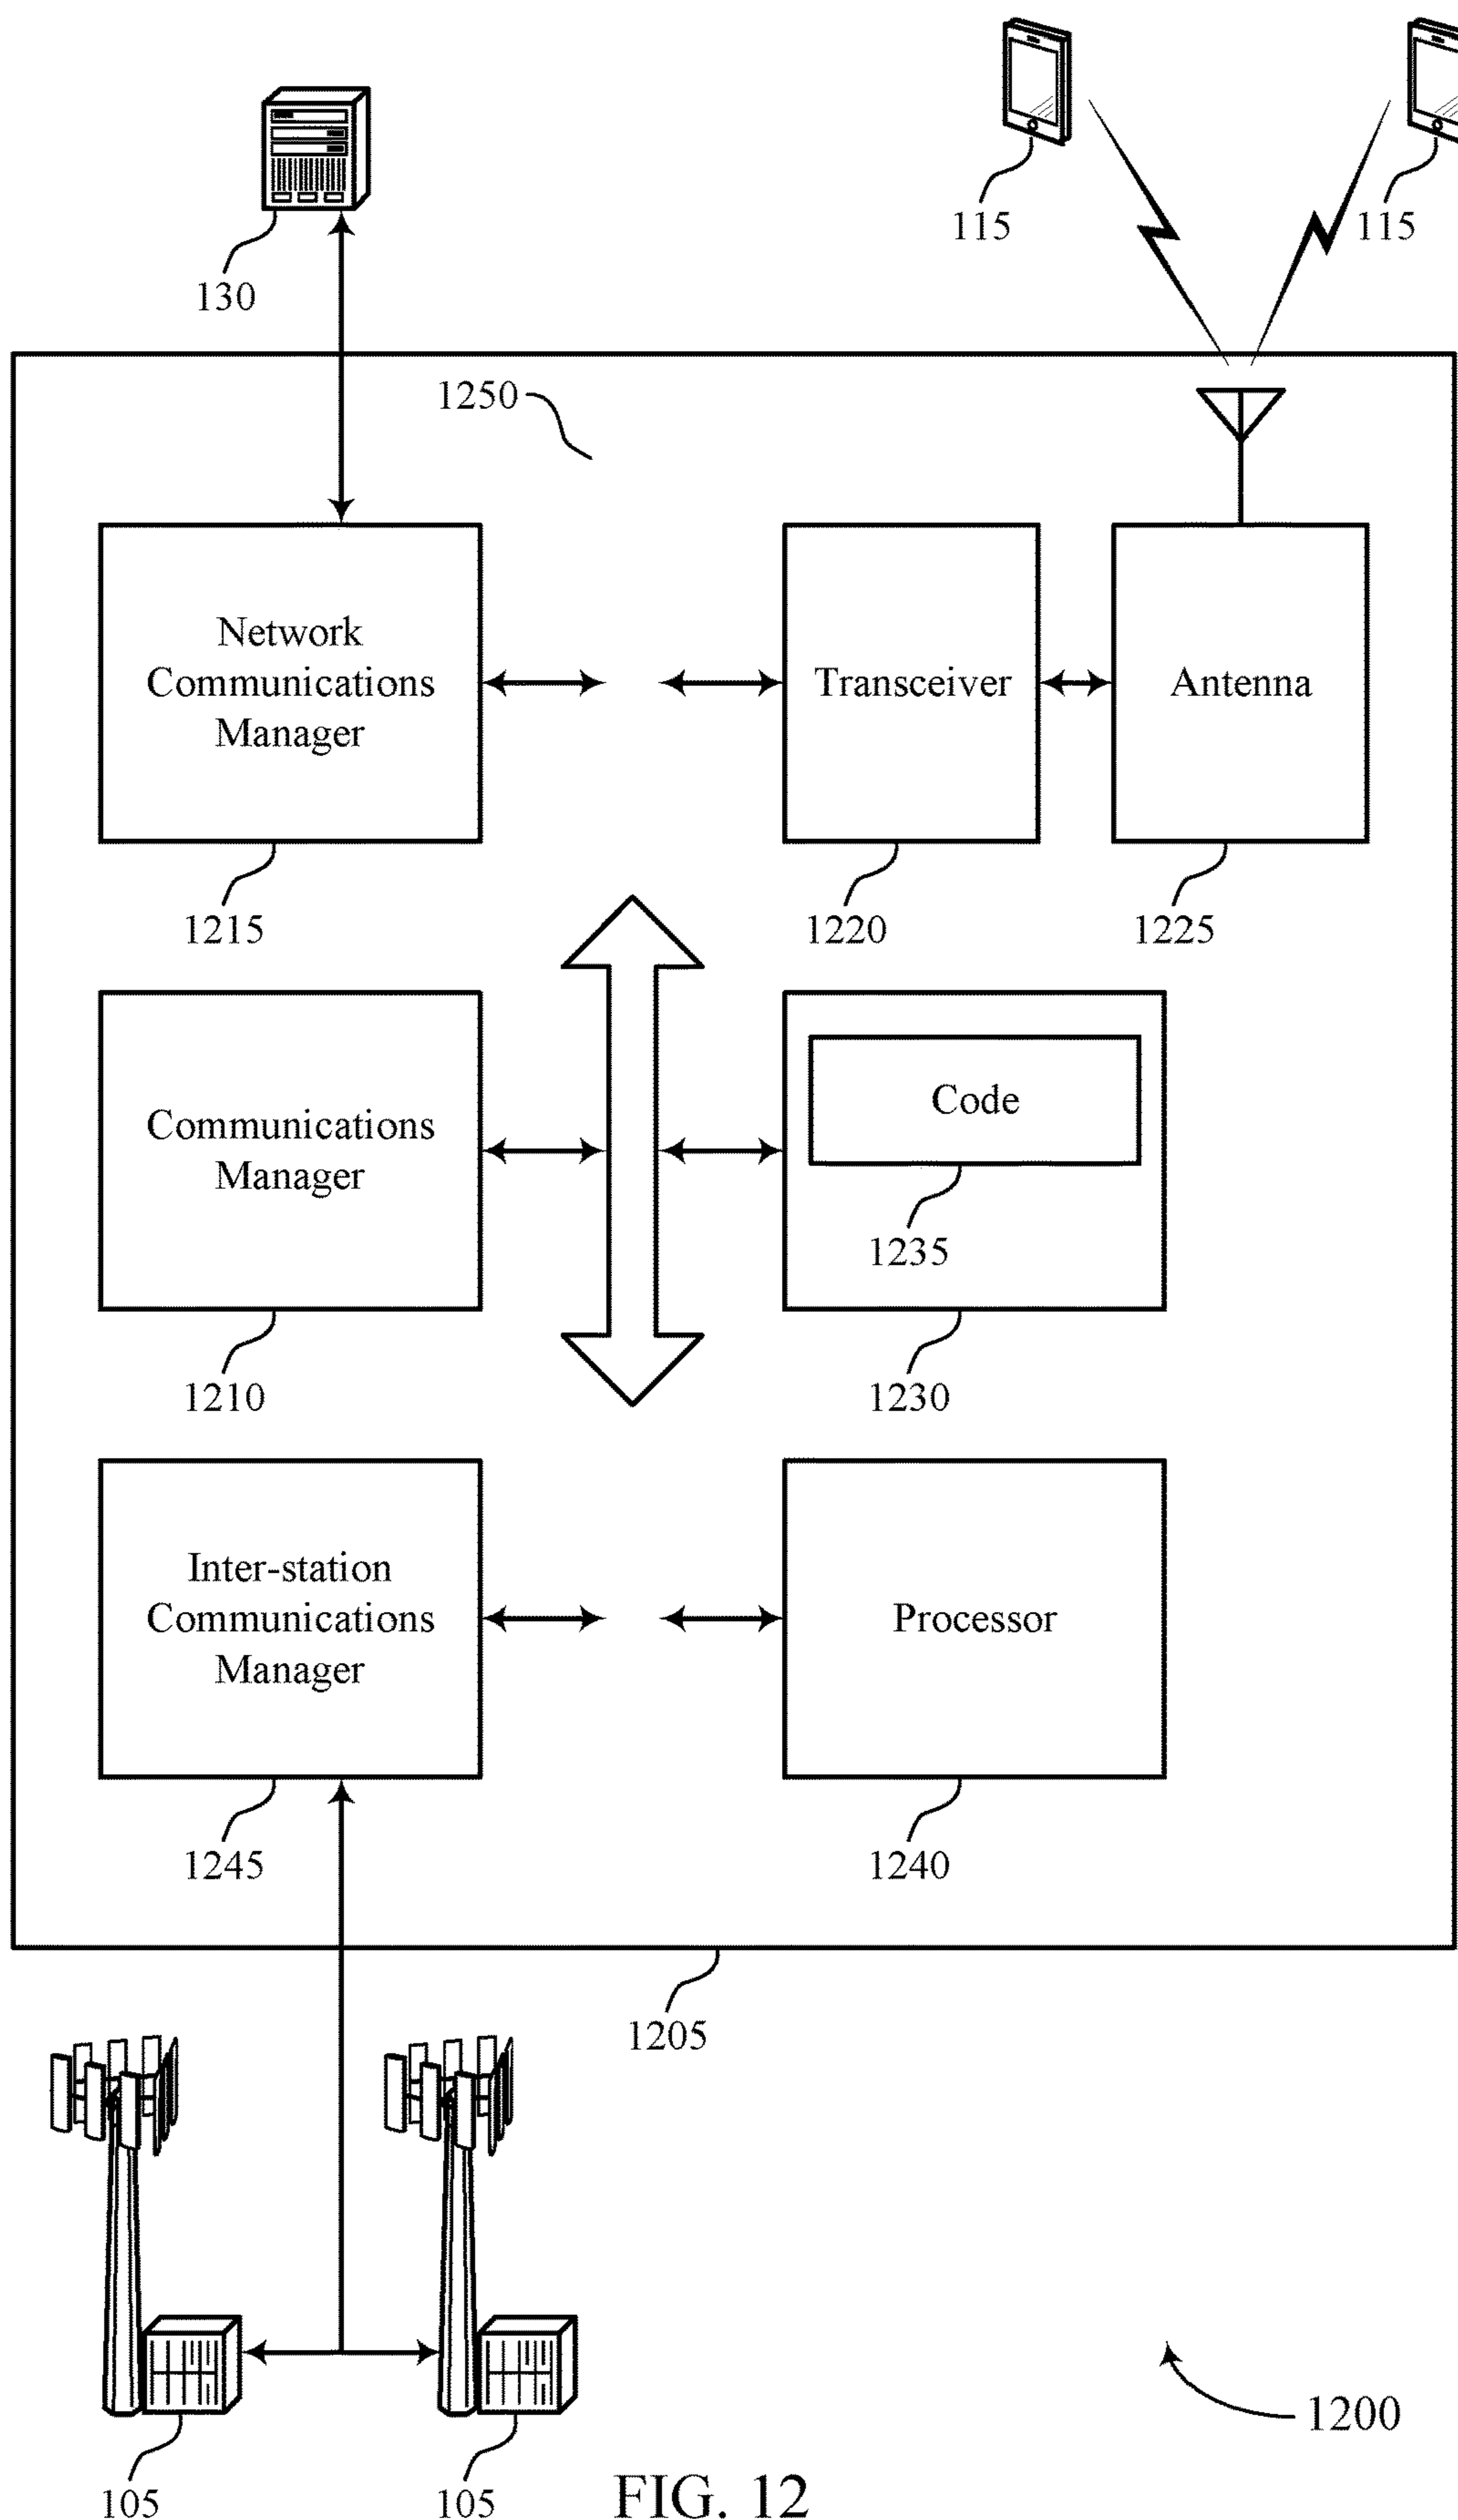 115
115
130
1250
Network
Communications
Manager
Transceiver
Antenna
1215
1220
1225
Communications
Manager
Code
1235
1210
1230
Inter-station
Communications
Manager
Processor
1245
1240
1205
1200
105
105
FIG. 12